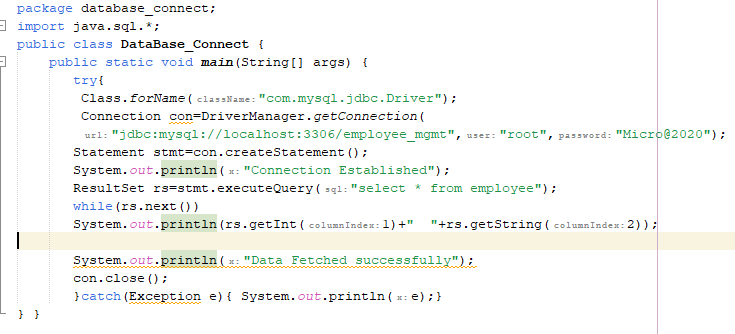 package database_connect;
import java.sql.*;
public class DataBase_Connect {
public static void main(String[] args) {
try{
Class.forName( className: "com.mysql.jdbc.Driver");
Connection con=DriverManager.getConnection(
url: "jdbc:mysql://localhost:3306/employee_mgmt", user: "root", password: "Micro@2020");
Statement stmt=con.createStatement();
System.out.println( x: "Connection Established");
ResultSet rs=stmt.executeQuery( sql: "select * from employee");
while(rs.next())
System.out.println(rs.getInt( columnIndex: 1)+"  "+rs.getString( columnIndex: 2));
System.out.println( x: "Data Fetched successfully");
con.close();
}catch(Exception e){ System.out.println( x: e);}
} }